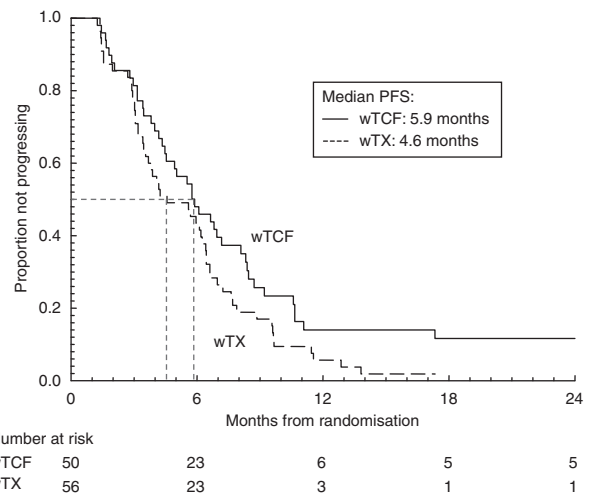 1.0
0.8
0.6
0.4
0.2
0.0
Proportion not progressing
Median PFS:
wTCF: 5.9 months
wTX: 4.6 months
wTCF
wTX
0 6 12 18 24
Months from randomisation
umber at risk
TCF 50 23 6 5 5
TX 56 23 3 1 1